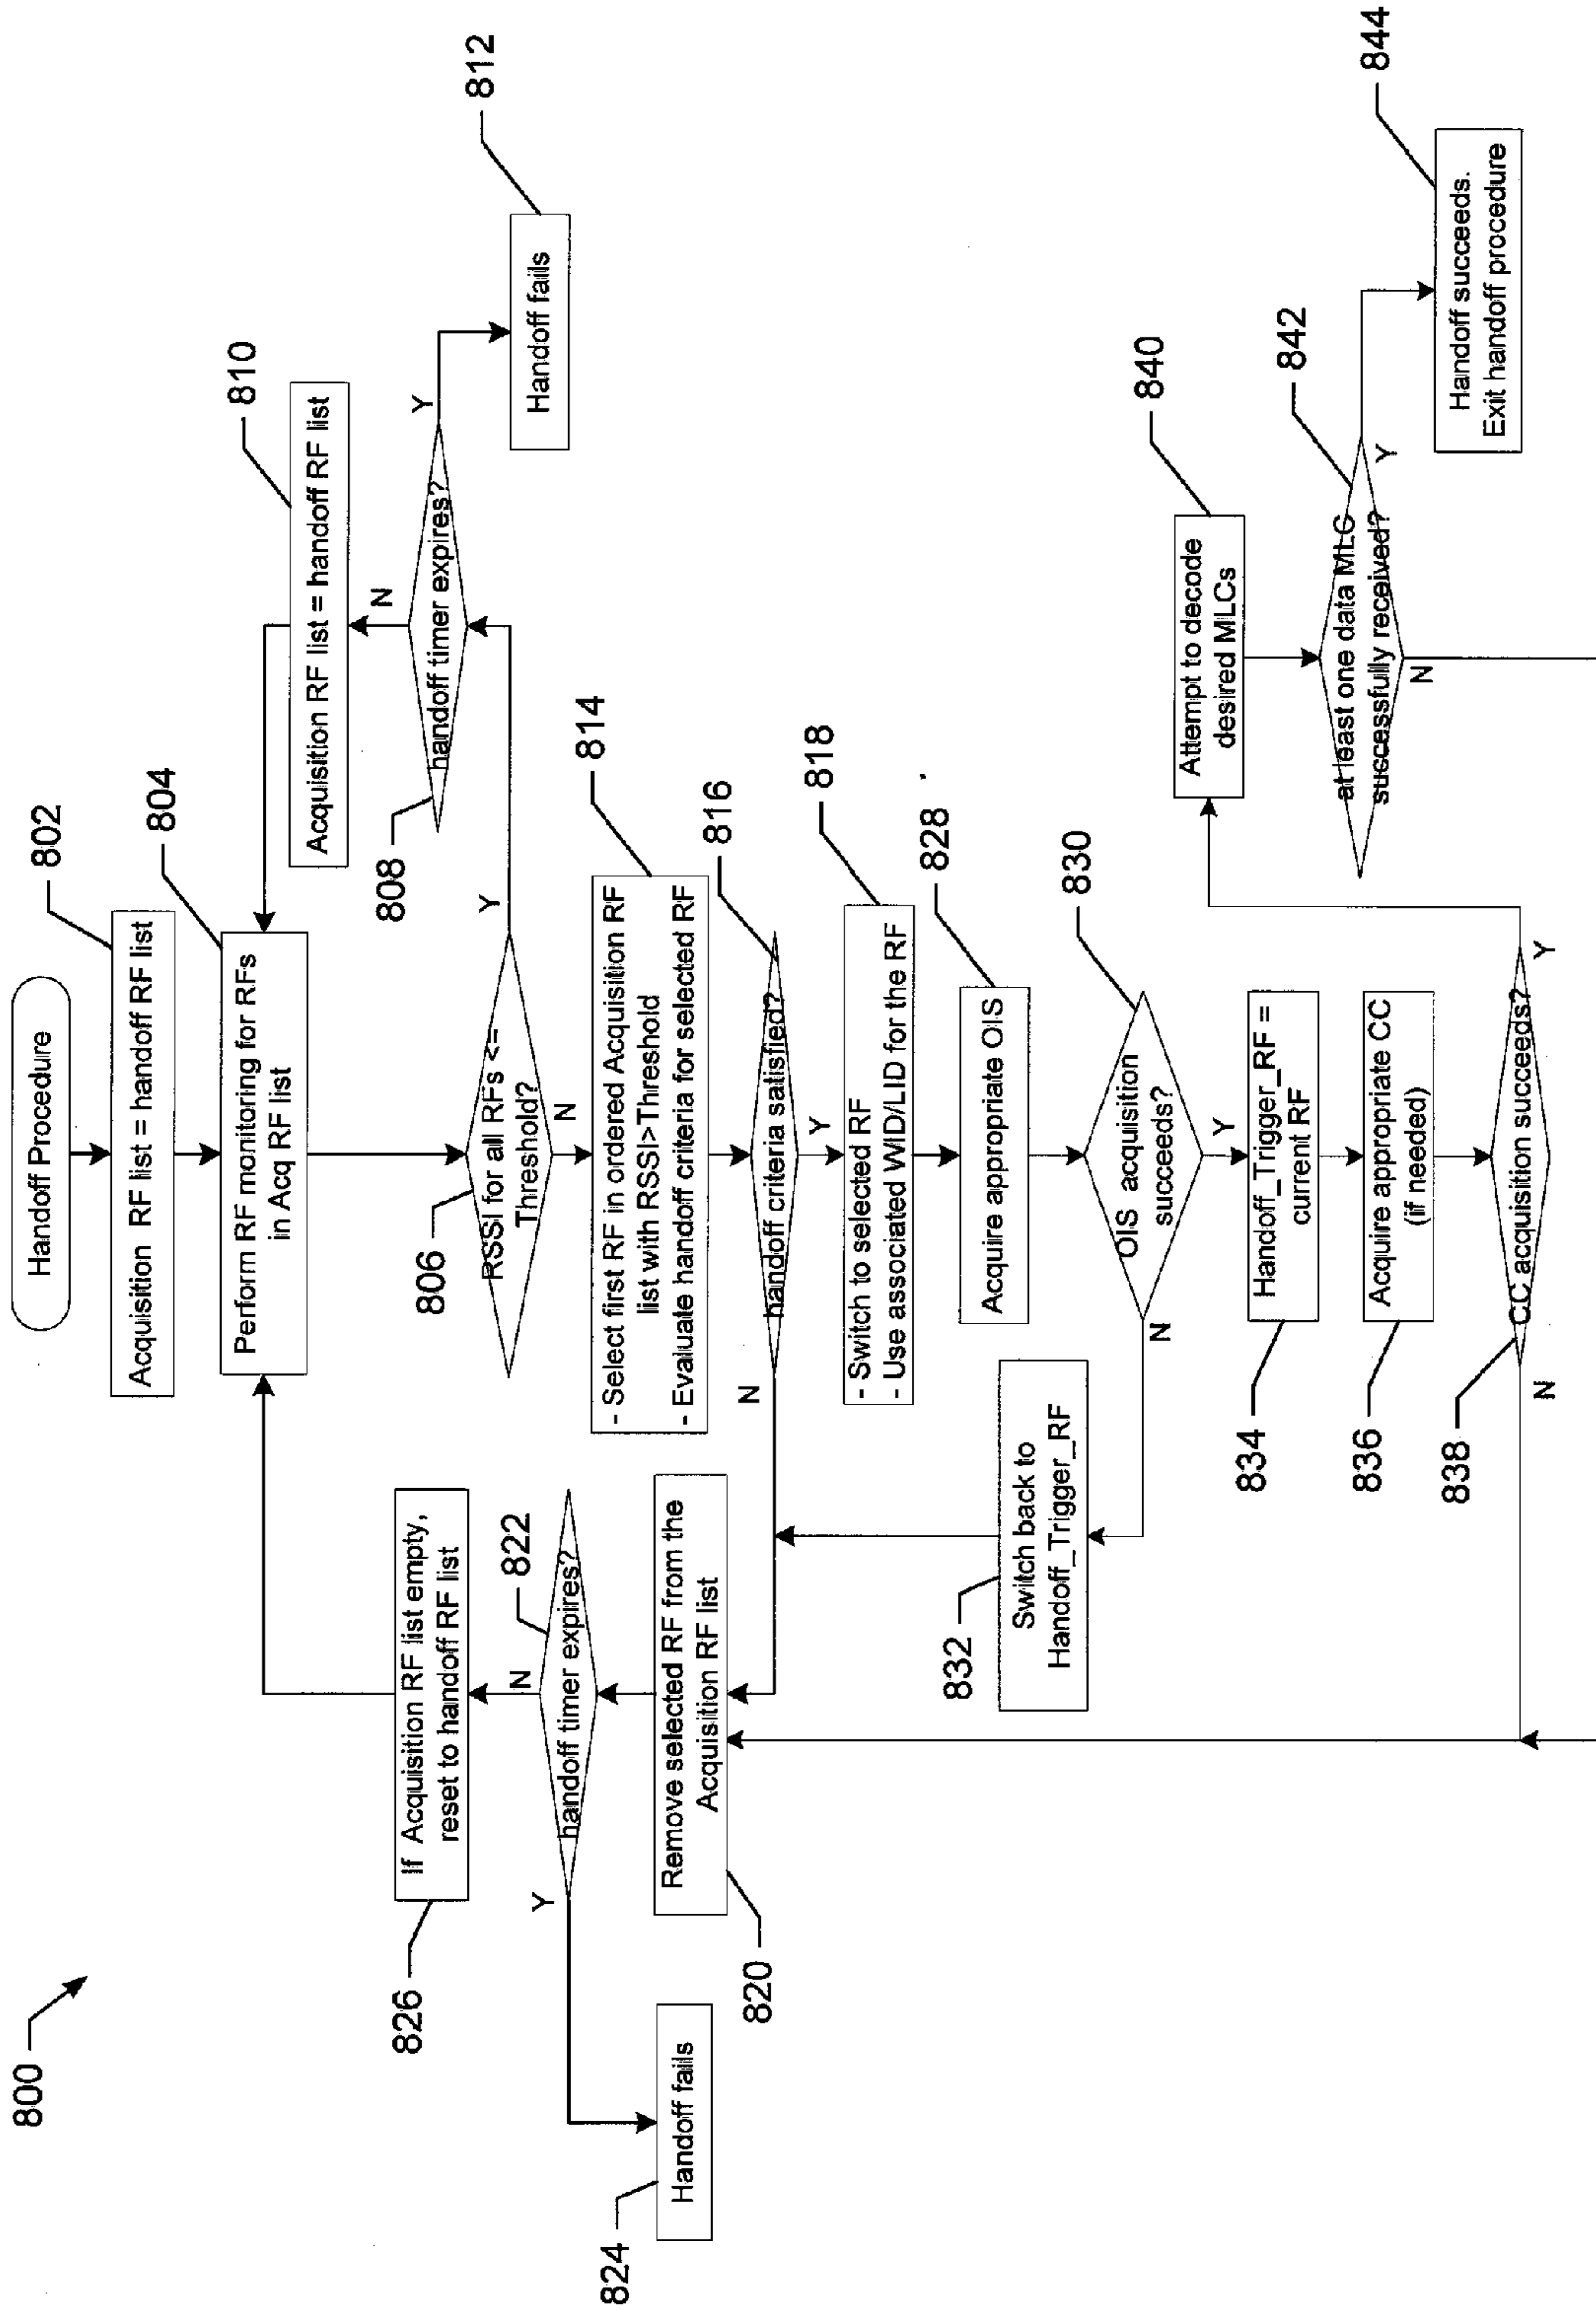 800
Handoff Procedure
802
Acquisition RF list = handoff RF list
804
Perform RF monitoring for RFs
in Acq RF list
806
RSSI for all RFs <=
Threshold?
Y
N
808
handoff timer expires?
N
Y
810
Acquisition RF list = handoff RF list
812
Handoff fails
814
- Select first RF in ordered Acquisition RF
list with RSSI>Threshold
- Evaluate handoff criteria for selected RF
816
handoff criteria satisfied?
N
Y
818
- Switch to selected RF
- Use associated WID/LID for the RF
820
Remove selected RF from the
Acquisition RF list
822
handoff timer expires?
N
Y
824
Handoff fails
826
If Acquisition RF list empty,
reset to handoff RF list
828
Acquire appropriate OIS
830
OIS acquisition
succeeds?
N
Y
832
Switch back to
Handoff_Trigger_RF
834
Handoff_Trigger_RF =
current RF
836
Acquire appropriate CC
(if needed)
838
CC acquisition succeeds?
N
Y
840
Attempt to decode
desired MLCs
842
at least one data MLC
successfully received?
N
Y
844
Handoff succeeds.
Exit handoff procedure